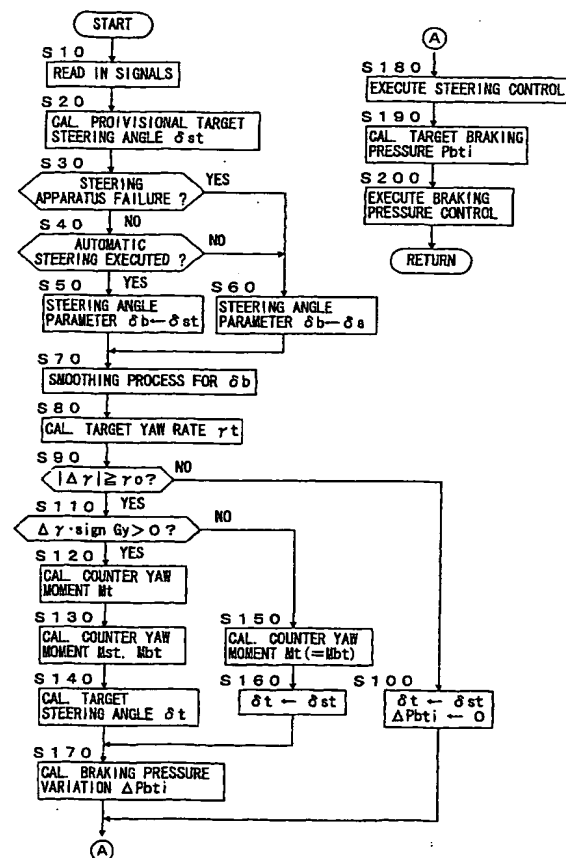 START
S10
READ IN SIGNALS
S20
CAL. PROIVISIONAL TARGET
STEERING ANGLE δst
S30
STEERING
APPARATUS FAILURE ?
YES
NO
S40
AUTOMATIC
STEERING EXECUTED ?
NO
YES
S50
STEERING ANGLE
PARAMETER δb←δst
S60
STEERING ANGLE
PARAMETER δb←δs
S70
SMOOTHING PROCESS FOR δb
S80
CAL. TARGET YAW RATE γt
S90
|Δγ|≧γo?
NO
YES
S110
Δγ·sign Gy>0?
NO
YES
S120
CAL. COUNTER YAW
MOMENT Mt
S130
CAL. COUNTER YAW
MOMENT Mst. Mbt
S140
CAL. TARGET
STEERING ANGLE δt
S150
CAL. COUNTER YAW
MOMENT Mt(=Mbt)
S160
δt ← δst
S100
δt ← δst
ΔPbti ← 0
S170
CAL. BRAKING PRESSURE
VARIATION ΔPbti
A
A
S180
EXECUTE STEERING CONTROL
S190
CAL. TARGET BRAKING
PRESSURE Pbti
S200
EXECUTE BRAKING
PRESSURE CONTROL
RETURN